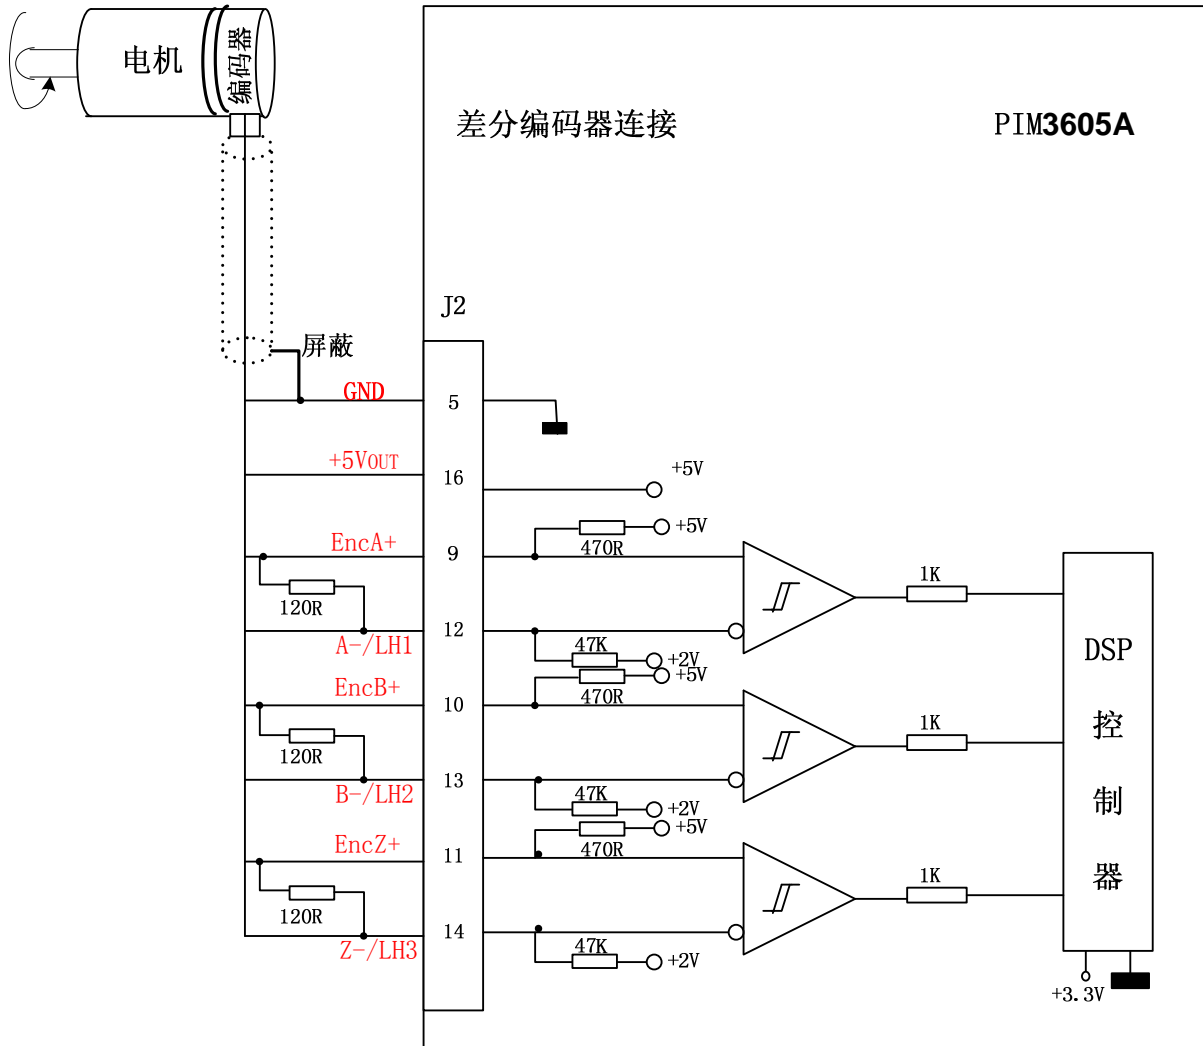 电机
编码器
差分编码器连接
PIM3605A
J2
屏蔽
GND
5
+5VOUT
16
+5V
+5V
EncA+
9
470R
1K
120R
A-/LH1
12
47K
+2V
+5V
DSP
控
制
器
EncB+
10
470R
1K
120R
B-/LH2
13
47K
+2V
+5V
EncZ+
11
470R
1K
120R
Z-/LH3
14
47K
+2V
+3.3V